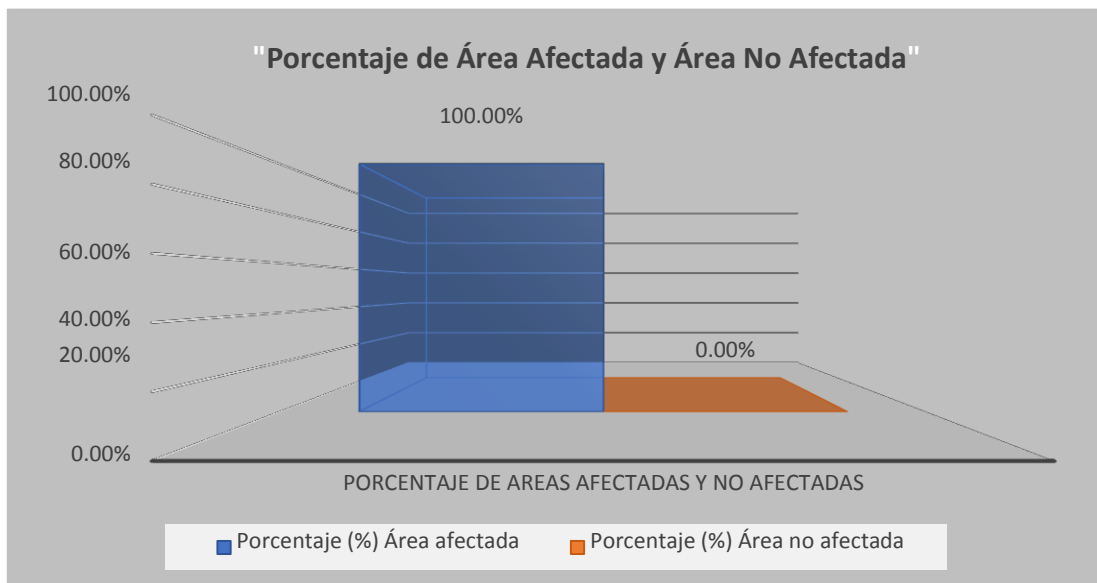 "Porcentaje de Área Afectada y Área No Afectada"
100.00%
100.00%
80.00%
60.00%
40.00%
20.00%
0.00%
0.00%
PORCENTAJE DE AREAS AFECTADAS Y NO AFECTADAS
Porcentaje (%) Área afectada
Porcentaje (%) Área no afectada